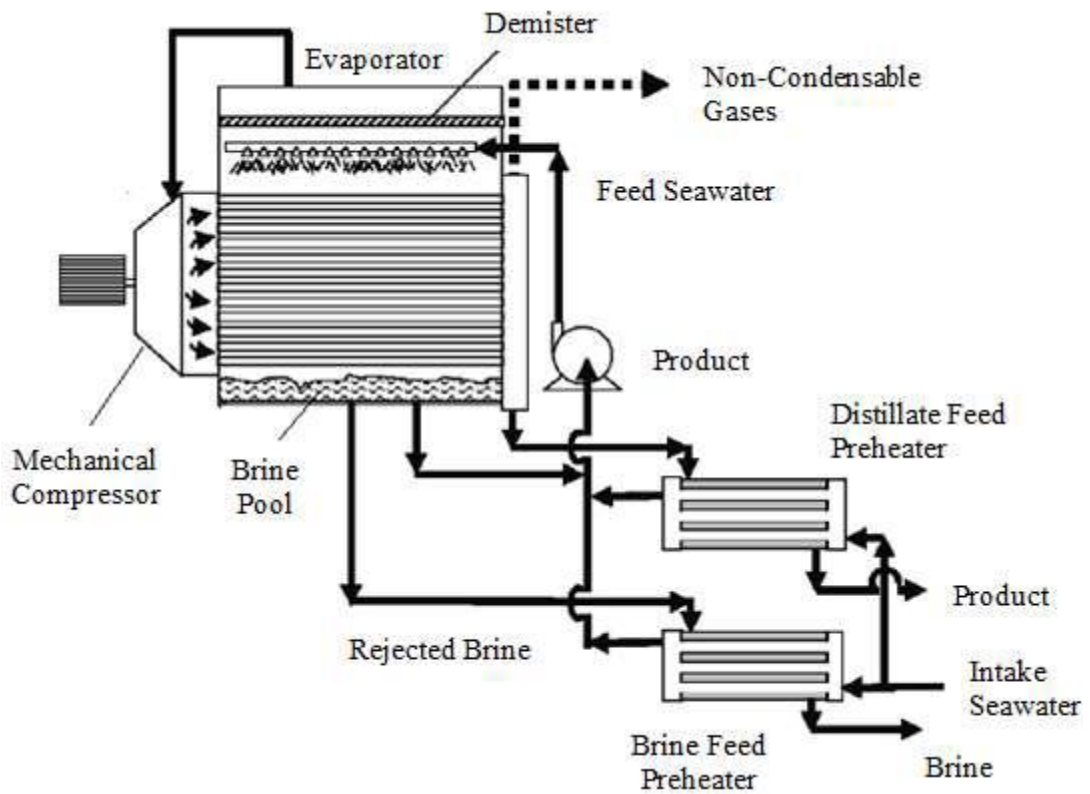 Demister
Evaporator
Non-Condensable
Gases
Feed Seawater
Product
Distillate Feed
Preheater
Mechanical
Compressor
Brine
Pool
Product
Rejected Brine
Intake
Seawater
Brine Feed
Preheater
Brine